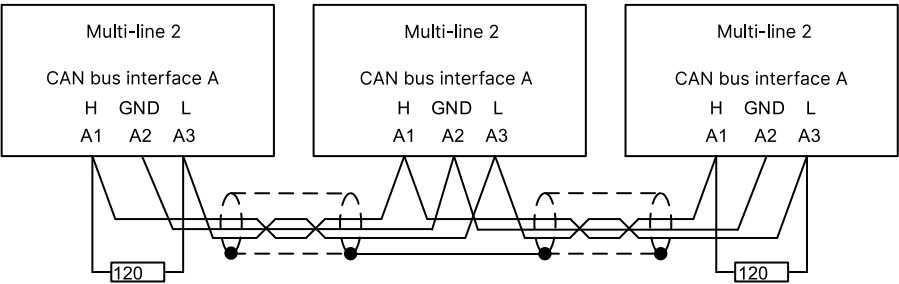 Multi-line 2
CAN bus interface A
H GND L
A1 A2 A3
120
Multi-line 2
CAN bus interface A
H GND L
A1 A2 A3
Multi-line 2
CAN bus interface A
H GND L
A1 A2 A3
120